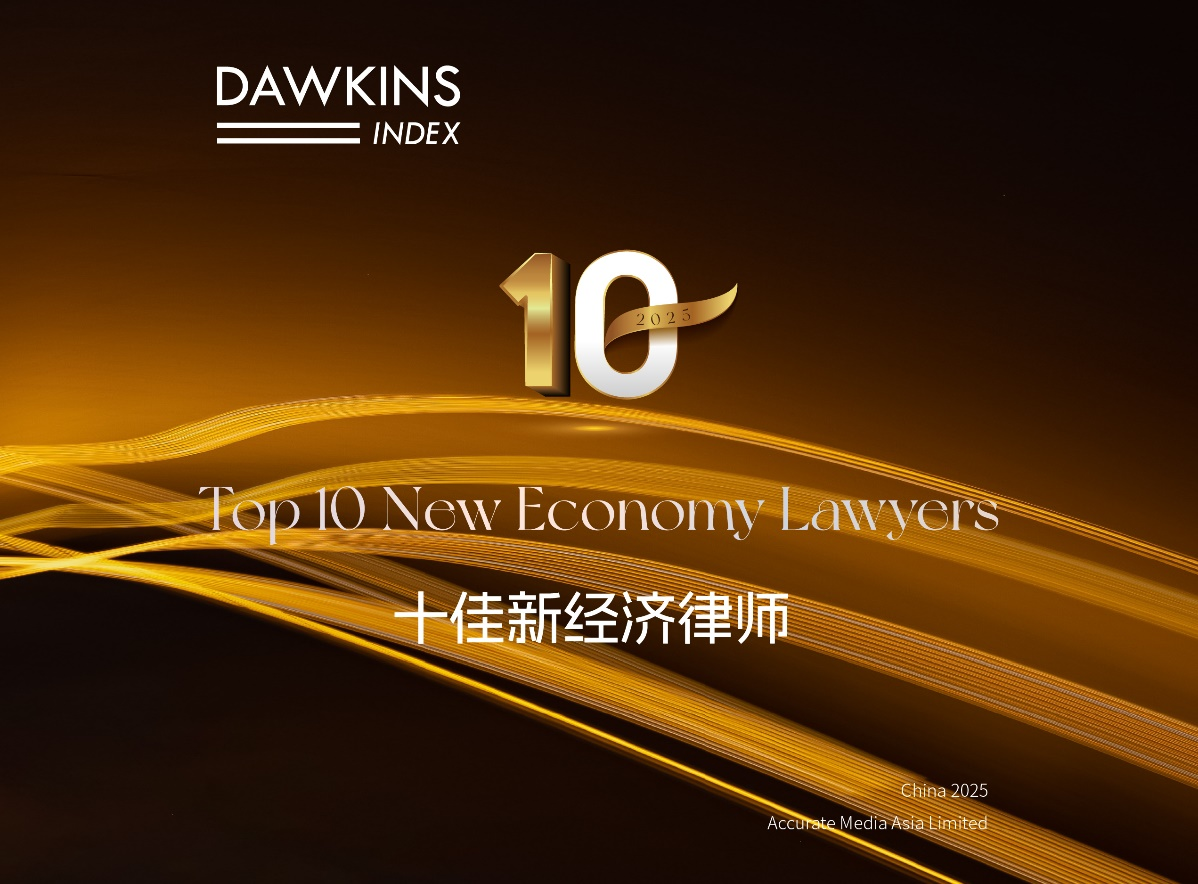 DAWKINS
INDEX
10
2025
Top 10 New Economy Lawyers
十佳新经济律师
China 2025
Accurate Media Asia Limited